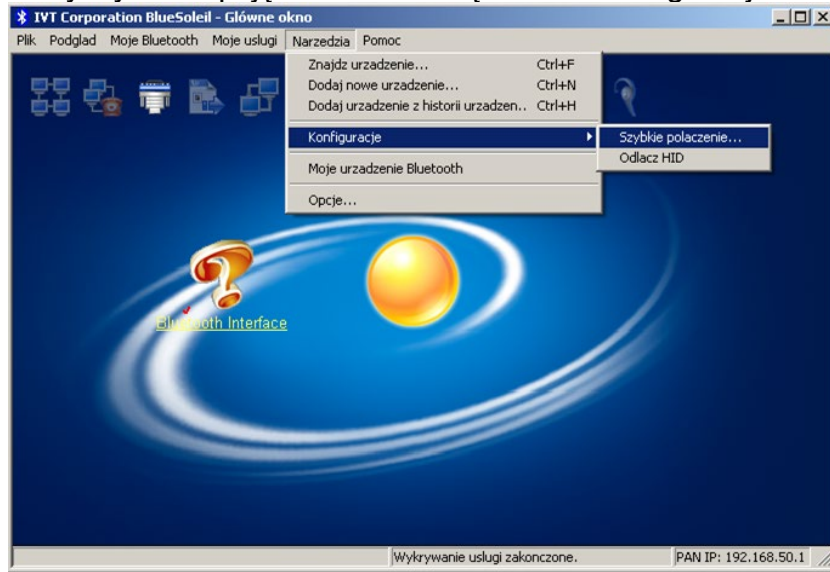 IVT Corporation BlueSoleil - Główne okno
Plik Podglad Moje Bluetooth Moje uslugi Narzedzia Pomoc
Znajdz urzadzenie... Ctrl+F
Dodaj nowe urzadzenie... Ctrl+N
Dodaj urzadzenie z historii urzadzen.. Ctrl+H
Konfiguracje
Szybkie polaczenie...
Odlacz HID
Moje urzadzenie Bluetooth
Opcje...
Bluetooth Interface
Wykrywanie uslugi zakonczone. PAN IP: 192.168.50.1